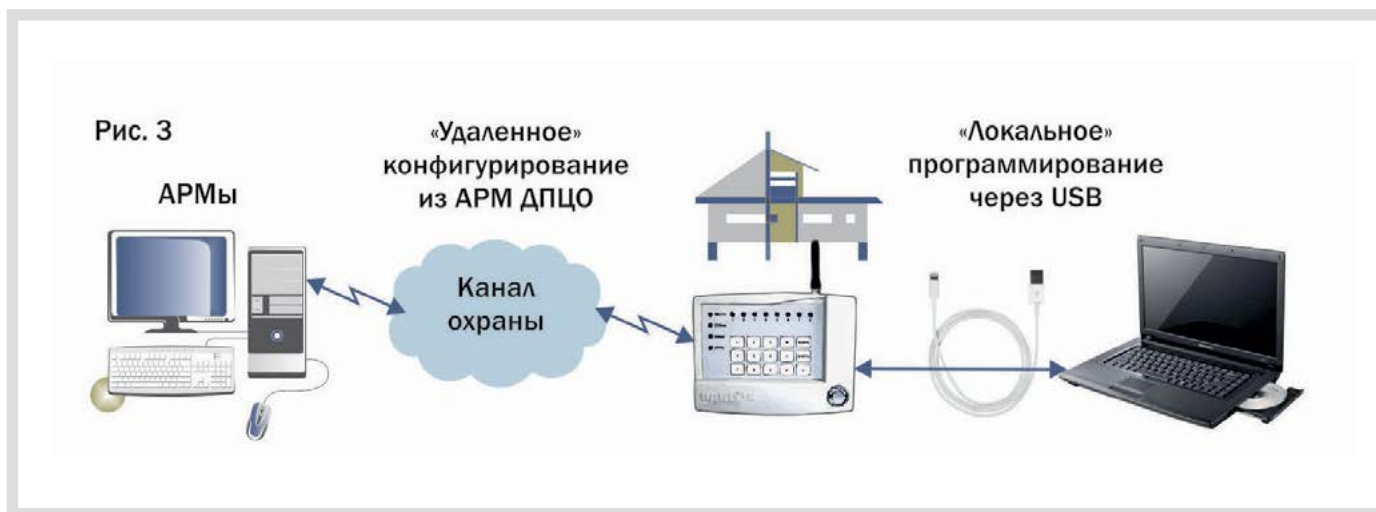 Рис. 3
АРМы
«Удаленное»
конфигурирование
из АРМ ДПЦО
Канал
охраны
«Локальное»
программирование
через USB